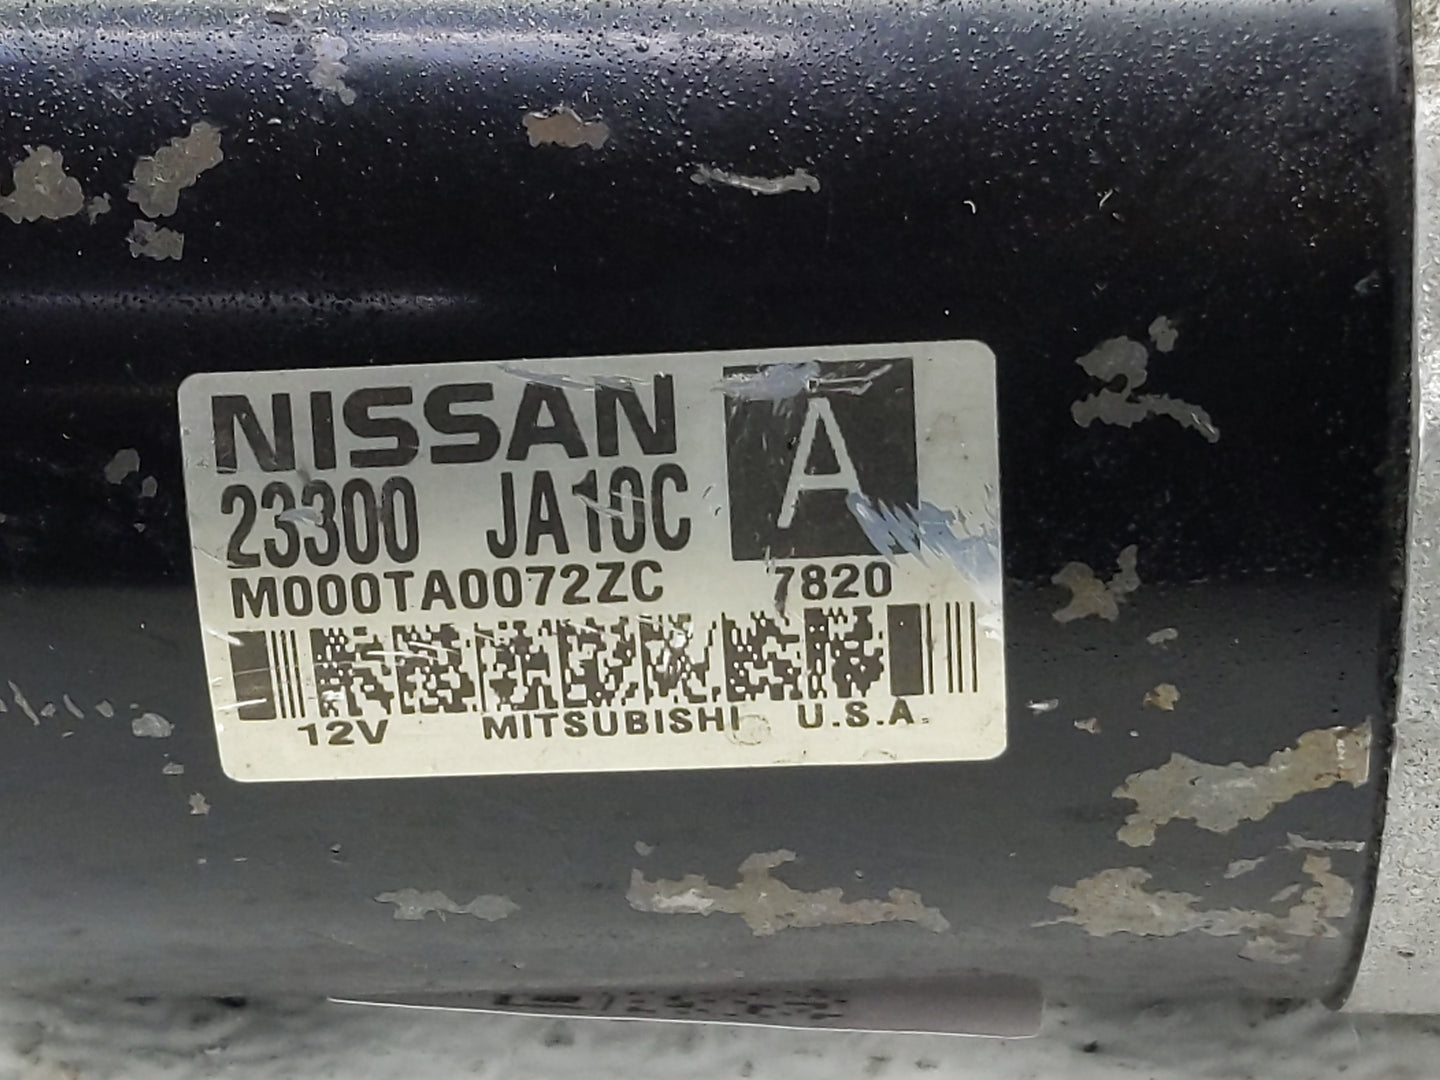 NISSAN A
23300 JA10C
M000TA0072ZC 7820
12V MITSUBISHI U.S.A.